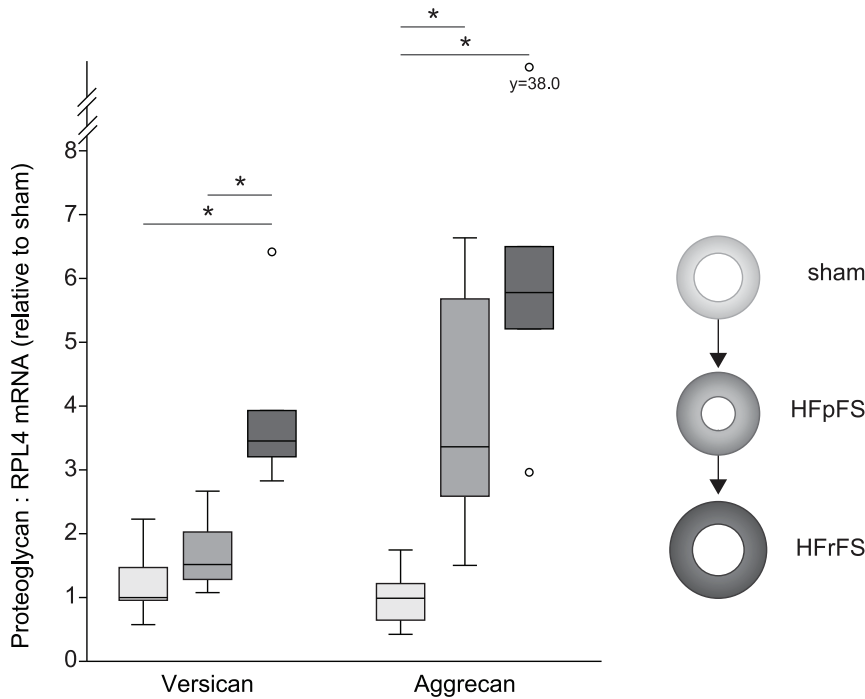 *
*
y=38.0
8
*
7
*
6
5
4
3
2
1
0
Proteoglycan : RPL4 mRNA (relative to sham)
Versican
Aggrecan
sham
HFpFS
HFrFS